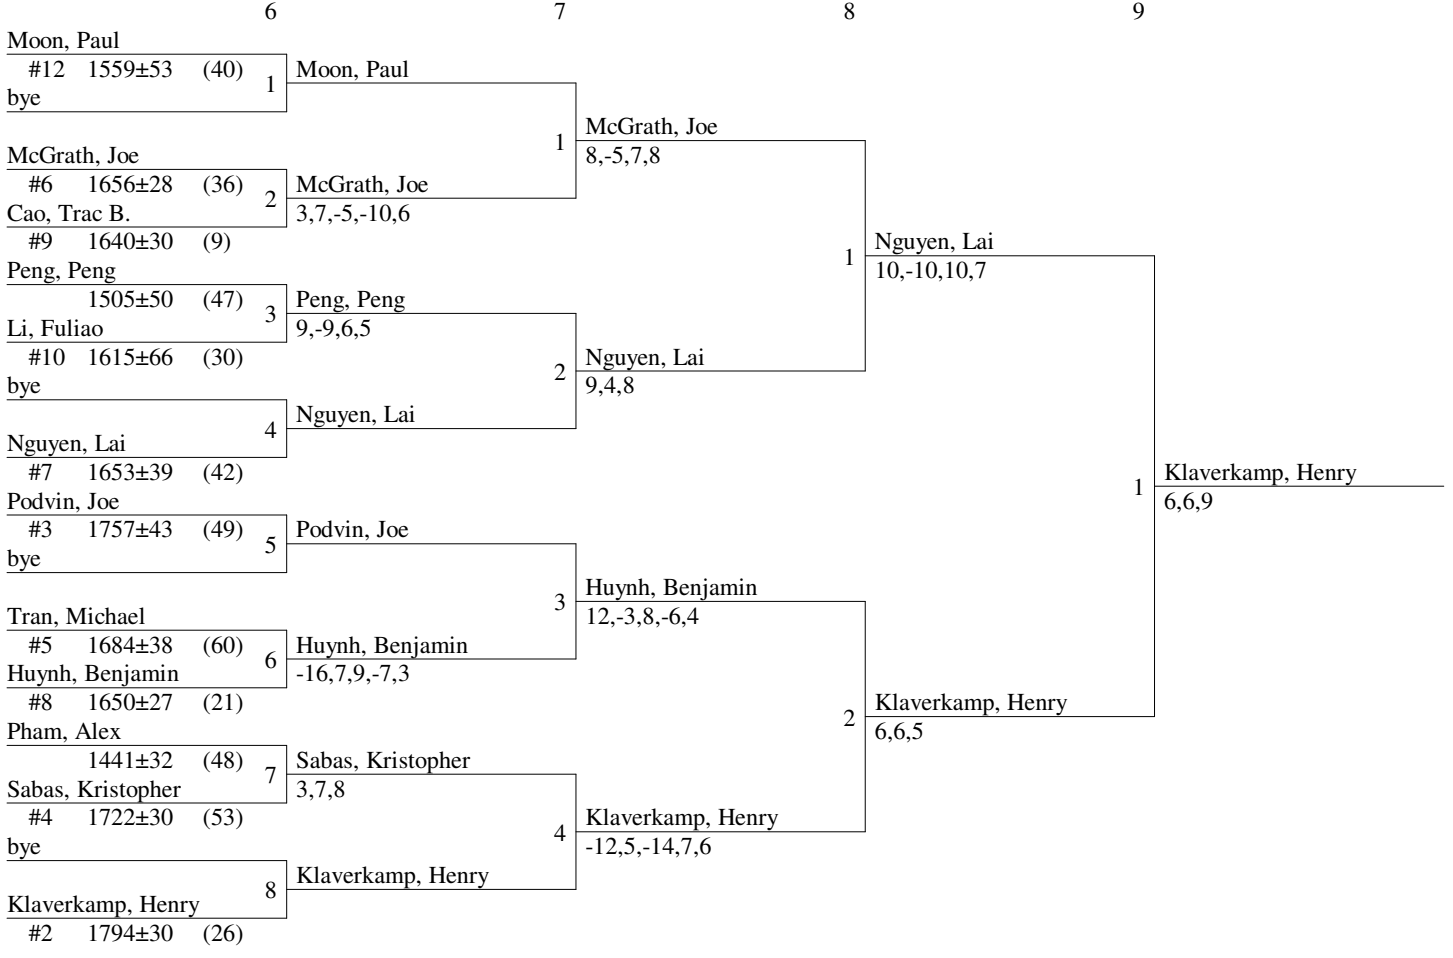 6 7 8 9
Moon, Paul
#12 1559±53 (40) 1 Moon, Paul
bye
1 McGrath, Joe
8,-5,7,8
McGrath, Joe
#6 1656±28 (36) 2 McGrath, Joe
Cao, Trac B. 3,7,-5,-10,6
#9 1640±30 (9)
1 Nguyen, Lai
10,-10,10,7
Peng, Peng
1505±50 (47) 3 Peng, Peng
Li, Fuliao 9,-9,6,5
#10 1615±66 (30)
2 Nguyen, Lai
9,4,8
bye
4 Nguyen, Lai
Nguyen, Lai
#7 1653±39 (42)
1 Klaverkamp, Henry
6,6,9
Podvin, Joe
#3 1757±43 (49) 5 Podvin, Joe
bye
3 Huynh, Benjamin
12,-3,8,-6,4
Tran, Michael
#5 1684±38 (60) 6 Huynh, Benjamin
Huynh, Benjamin -16,7,9,-7,3
#8 1650±27 (21)
2 Klaverkamp, Henry
6,6,5
Pham, Alex
1441±32 (48) 7 Sabas, Kristopher
Sabas, Kristopher 3,7,8
#4 1722±30 (53)
4 Klaverkamp, Henry
-12,5,-14,7,6
bye
8 Klaverkamp, Henry
Klaverkamp, Henry
#2 1794±30 (26)